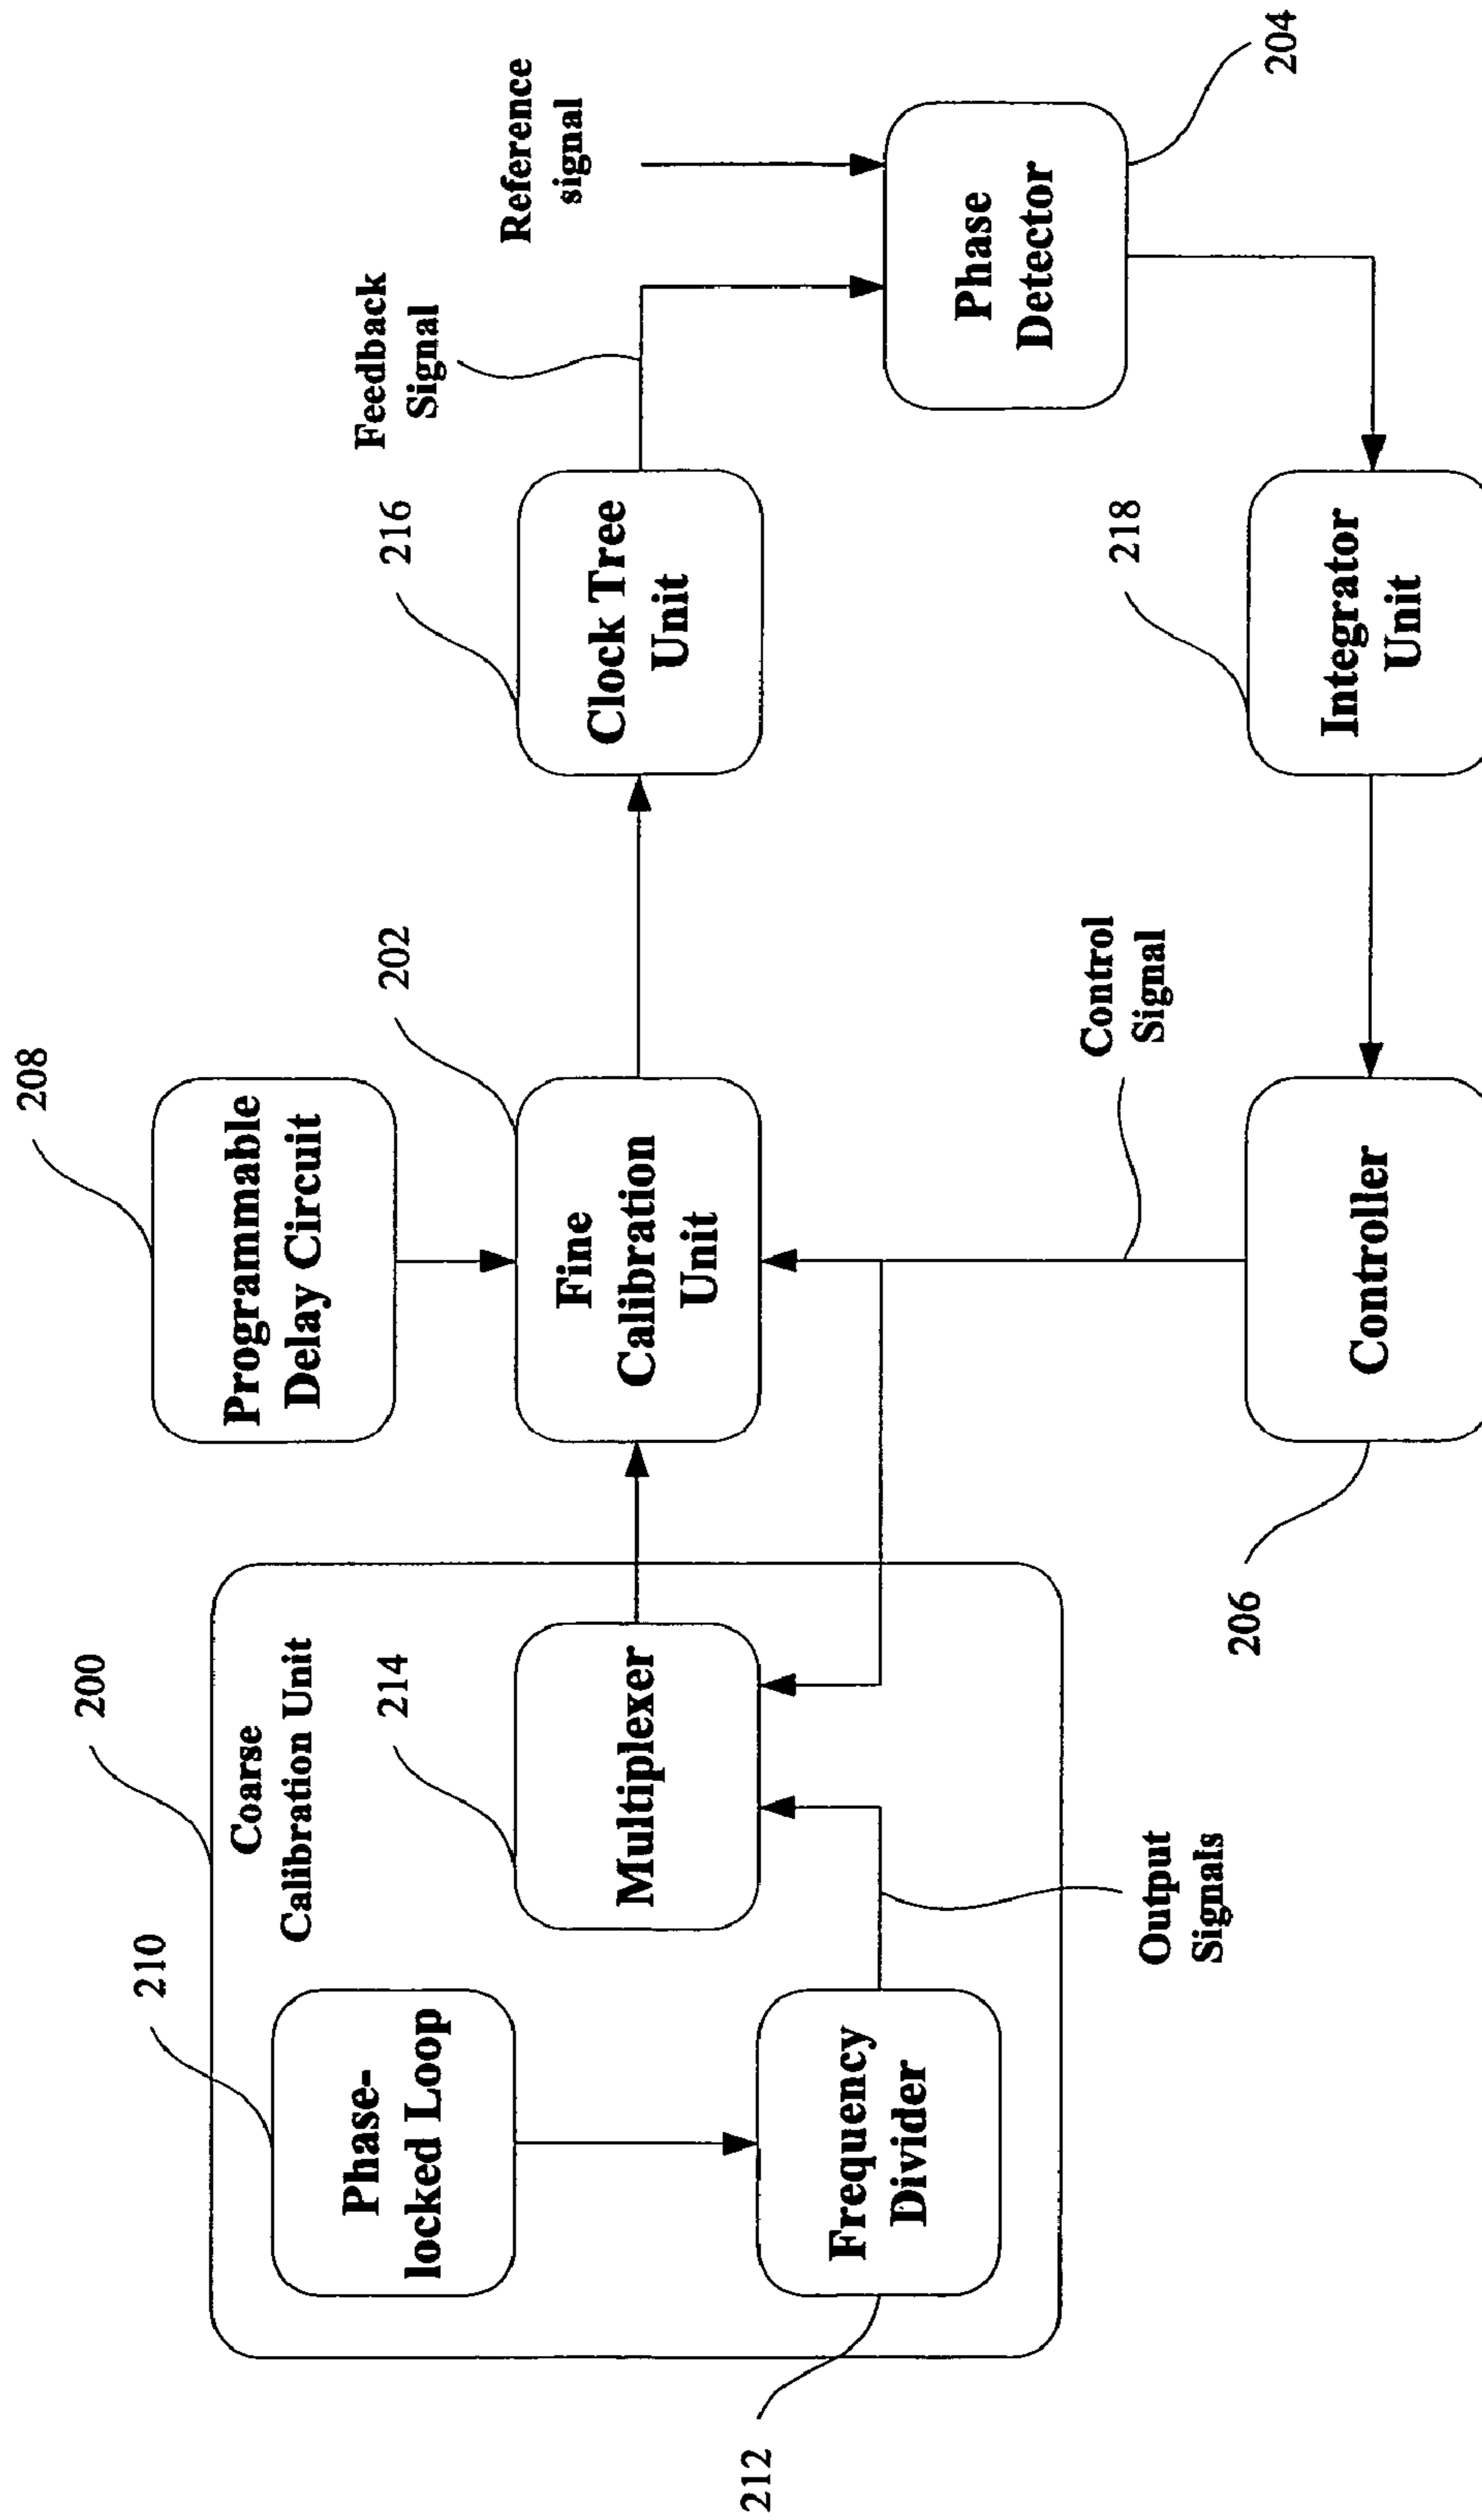 208
Programmable
Delay Circuit
200
Coarse
Calibration Unit
210
Phase-
locked Loop
214
Multiplexer
202
Fine
Calibration
Unit
216
Clock Tree
Unit
Feedback
Signal
Reference
signal
Phase
Detector
204
212
Frequency
Divider
Output
Signals
Control
Signal
206
Controller
218
Integrator
Unit